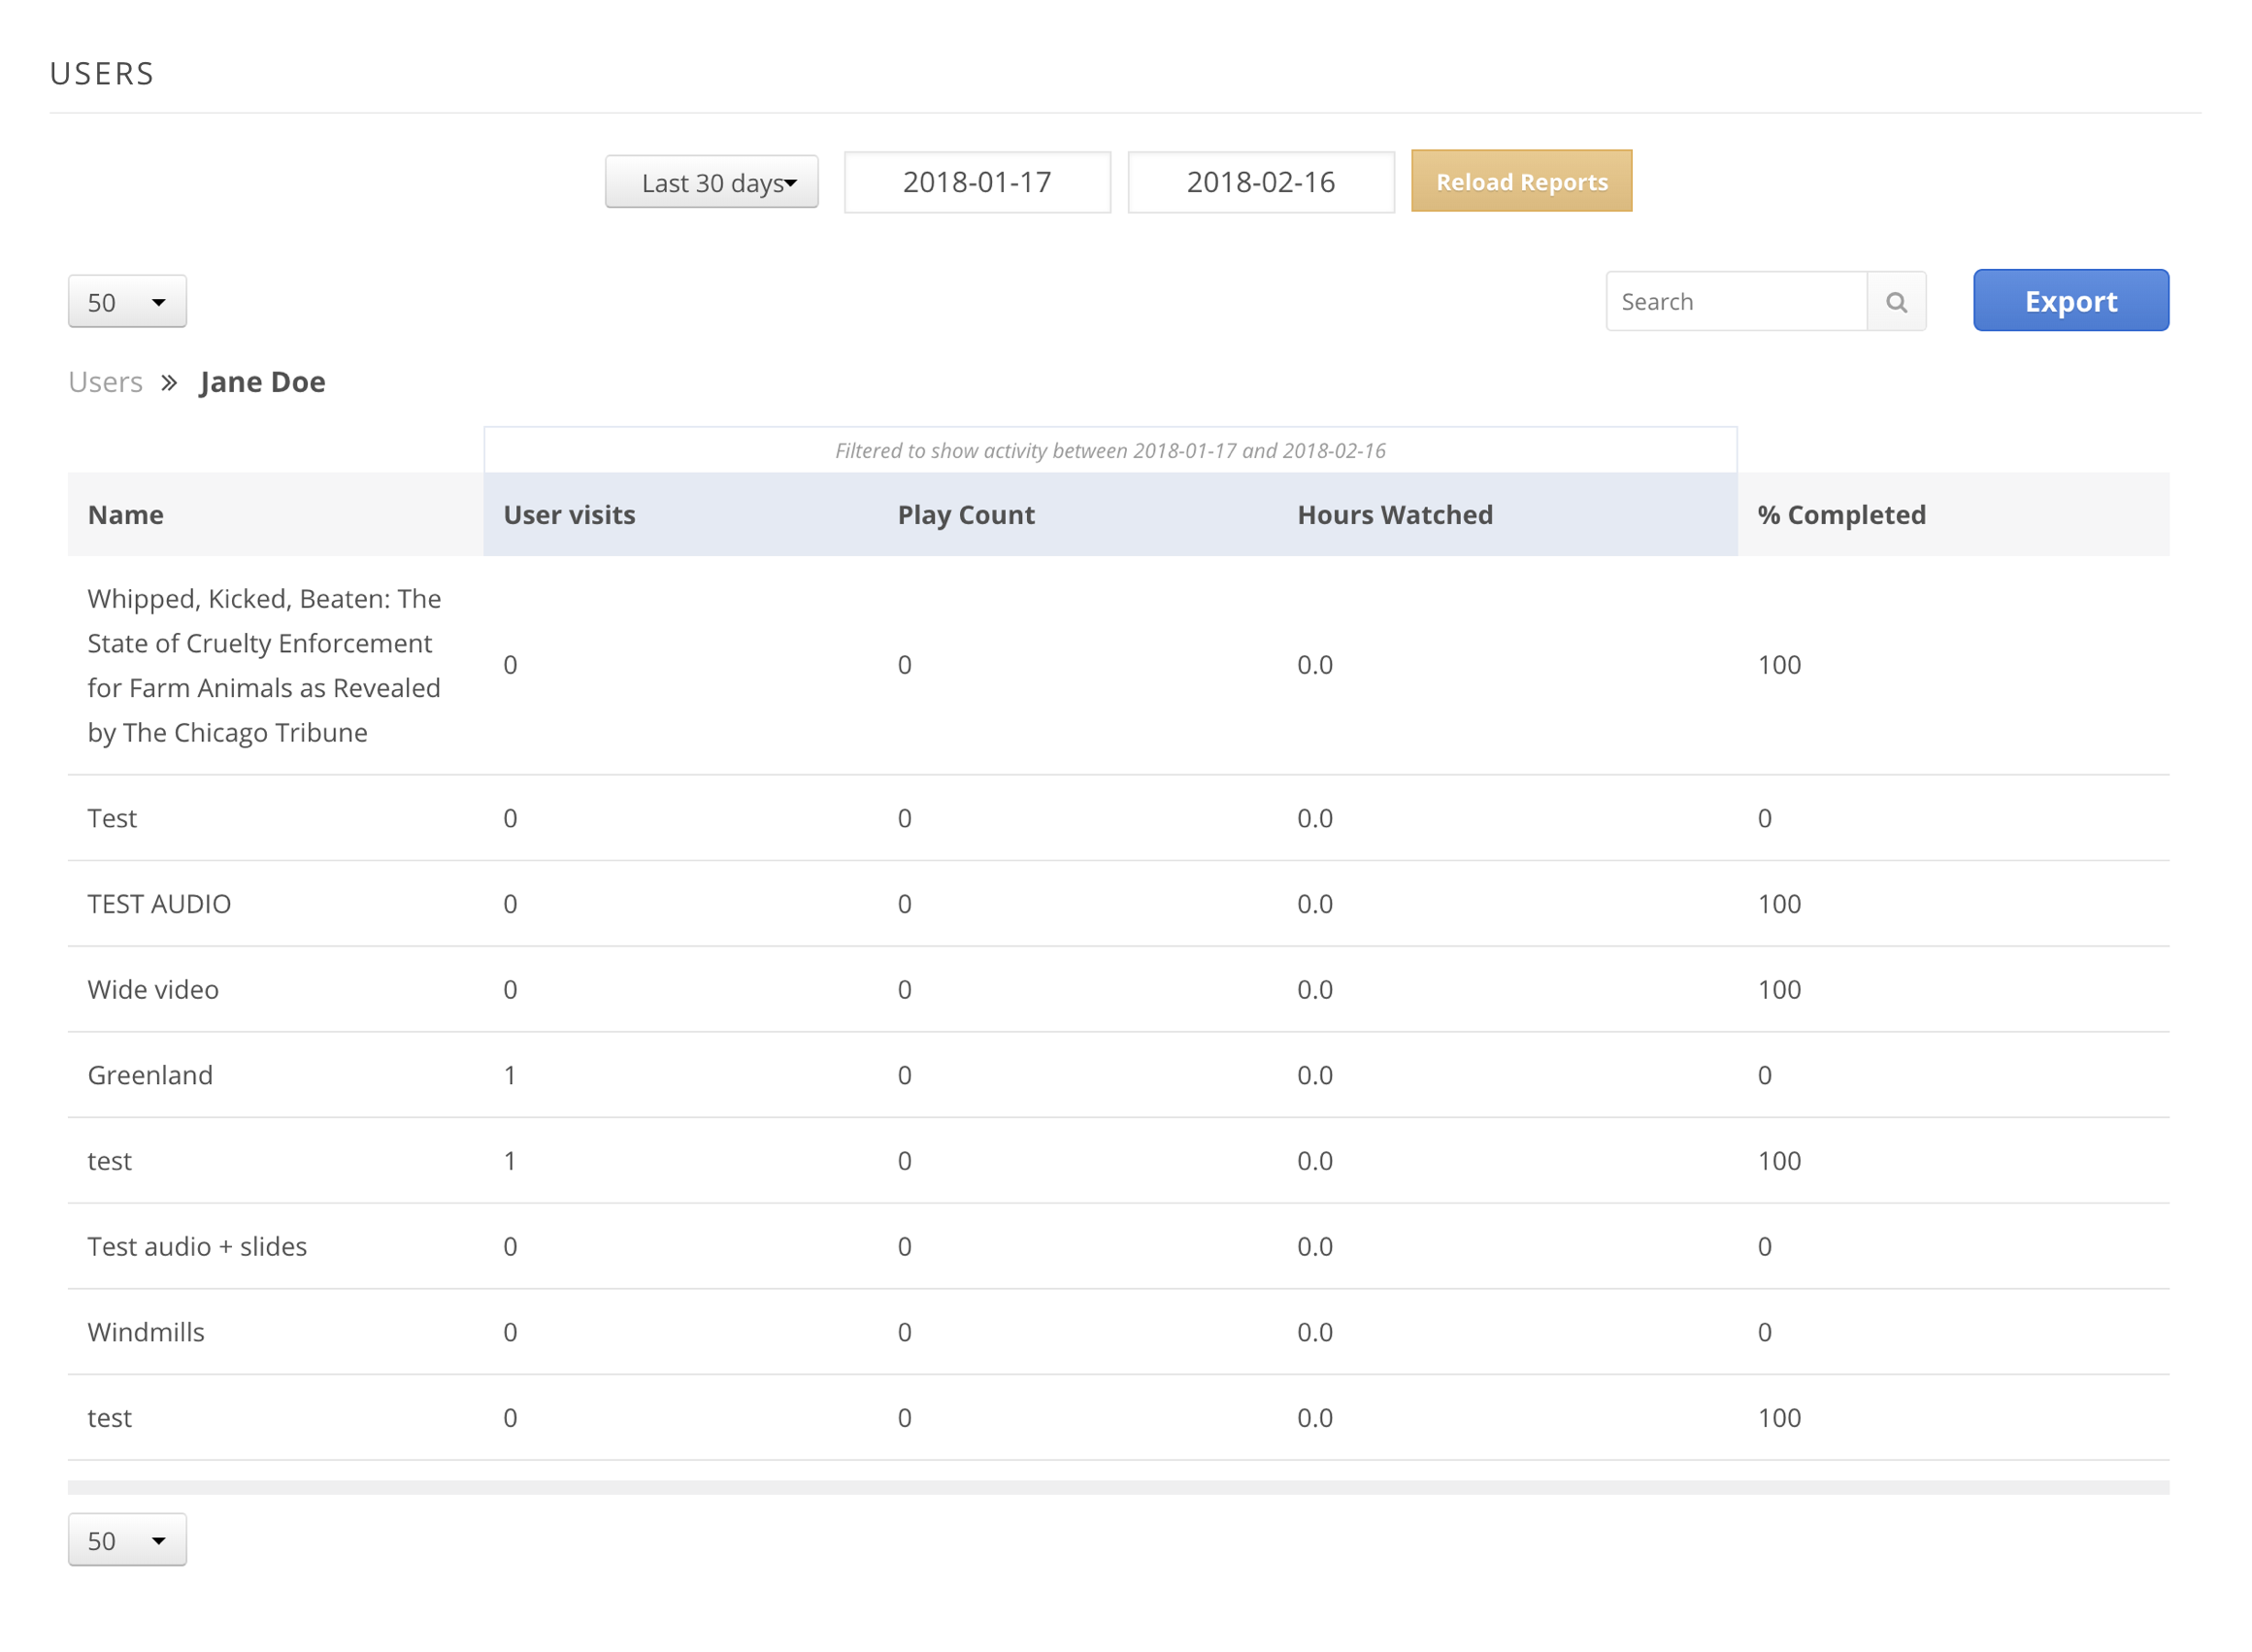 USERS
Last 30 days 2018-01-17 2018-02-16 Reload Reports
50 Search Export
Users » Jane Doe
Filtered to show activity between 2018-01-17 and 2018-02-16
Name User visits Play Count Hours Watched % Completed
Whipped, Kicked, Beaten: The
State of Cruelty Enforcement
for Farm Animals as Revealed
by The Chicago Tribune
0 0 0.0 100
Test 0 0 0.0 0
TEST AUDIO 0 0 0.0 100
Wide video 0 0 0.0 100
Greenland 1 0 0.0 0
test 1 0 0.0 100
Test audio + slides 0 0 0.0 0
Windmills 0 0 0.0 0
test 0 0 0.0 100
50